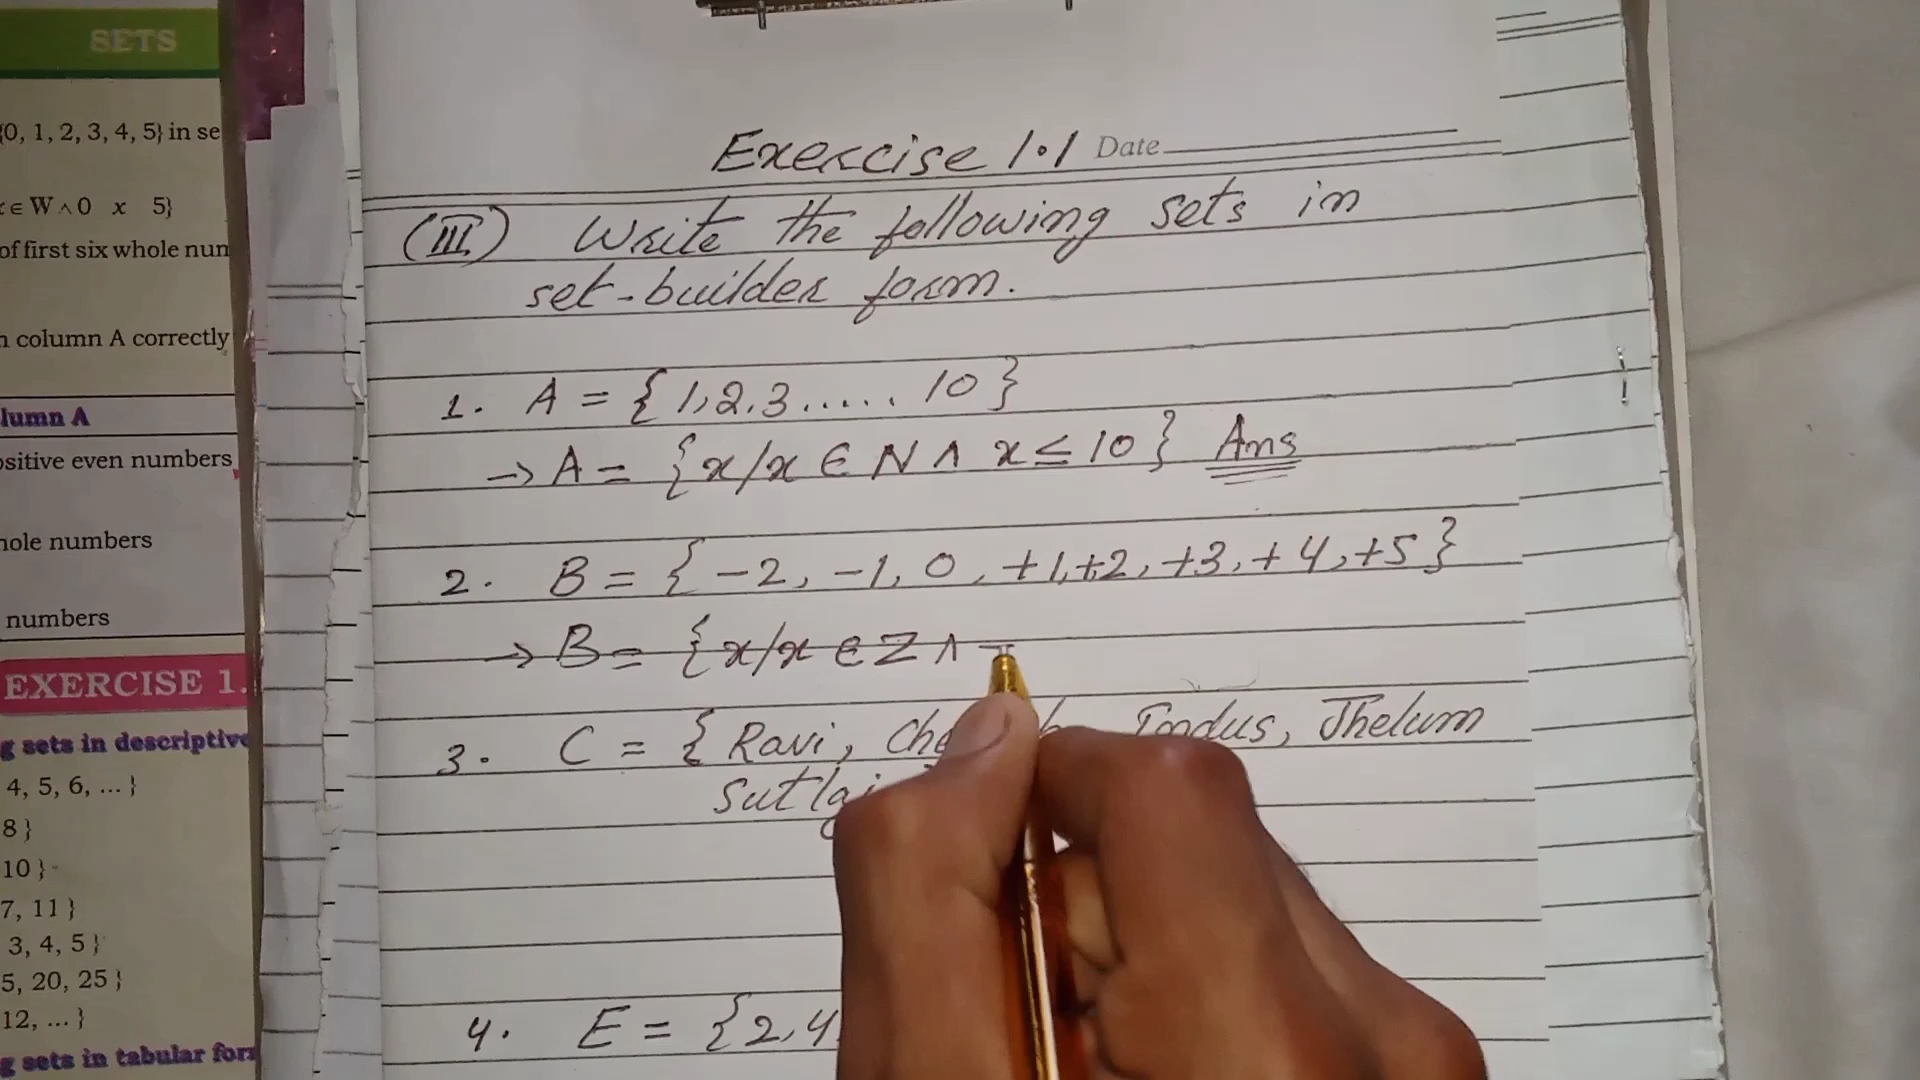 SETS
{0, 1, 2, 3, 4, 5} in se
x ∈ W ∧ 0 x 5}
of first six whole num
column A correctly
lumn A
ositive even numbers
hole numbers
numbers
EXERCISE 1.
g sets in descriptive
4, 5, 6, ... }
8 }
10 }
7, 11 }
3, 4, 5 }
5, 20, 25 }
12, ... }
g sets in tabular for
Exercise 1.1 Date
(III) Write the following sets in
set-builder form.
1. A = { 1,2,3..... 10 }
→ A = { x/x ∈ N ∧ x ≤ 10 } Ans
2. B = { -2, -1, 0, +1,+2, +3, +4, +5 }
→ B = { x/x ∈ Z ∧ -
3. C = { Ravi, Che Indus, Jhelum
sutlaj
4. E = {2,4